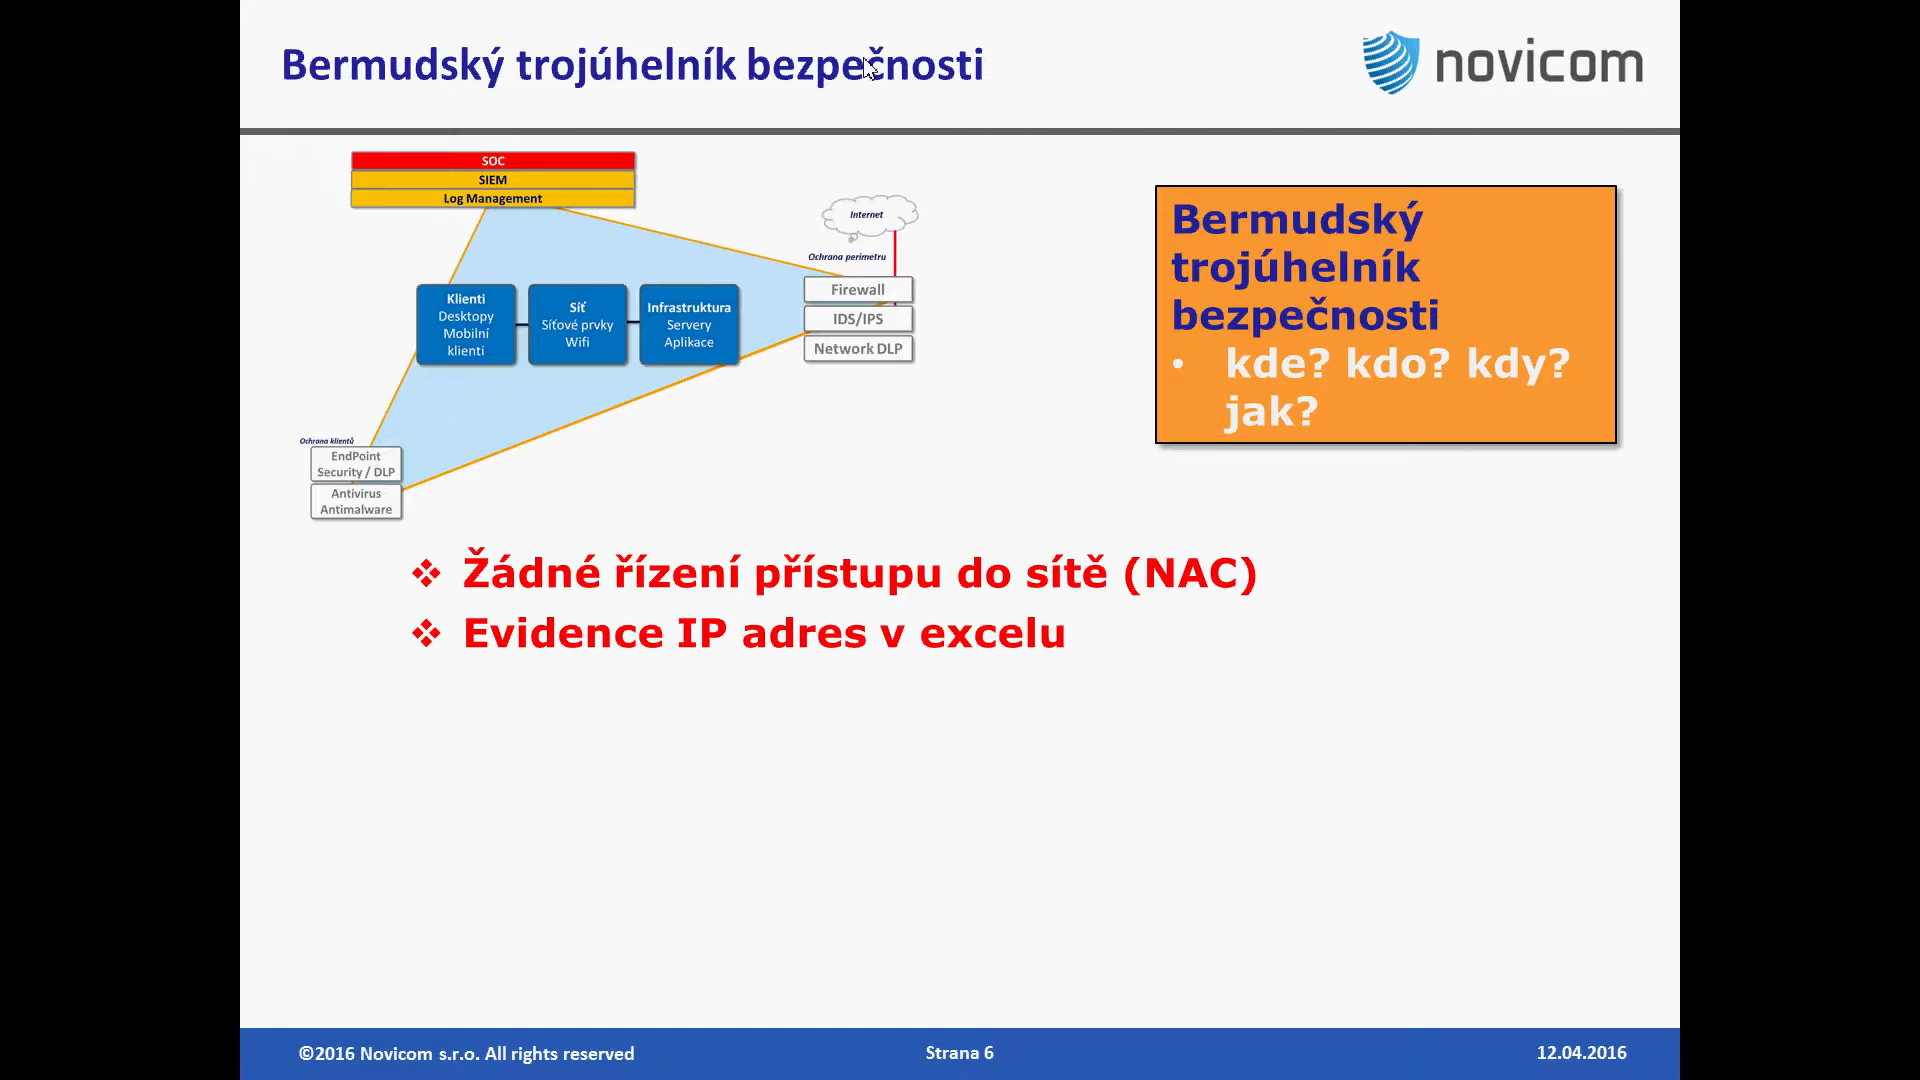 Bermudský trojúhelník bezpečnosti
novicom
SOC
SIEM
Log Management
Internet
Ochrana perimetru
Firewall
IDS/IPS
Network DLP
Klienti
Desktopy
Mobilní
klienti
Síť
Síťové prvky
Wifi
Infrastruktura
Servery
Aplikace
Ochrana klientů
EndPoint
Security / DLP
Antivirus
Antimalware
Bermudský
trojúhelník
bezpečnosti
• kde? kdo? kdy?
jak?
❖ Žádné řízení přístupu do sítě (NAC)
❖ Evidence IP adres v excelu
©2016 Novicom s.r.o. All rights reserved
Strana 6
12.04.2016